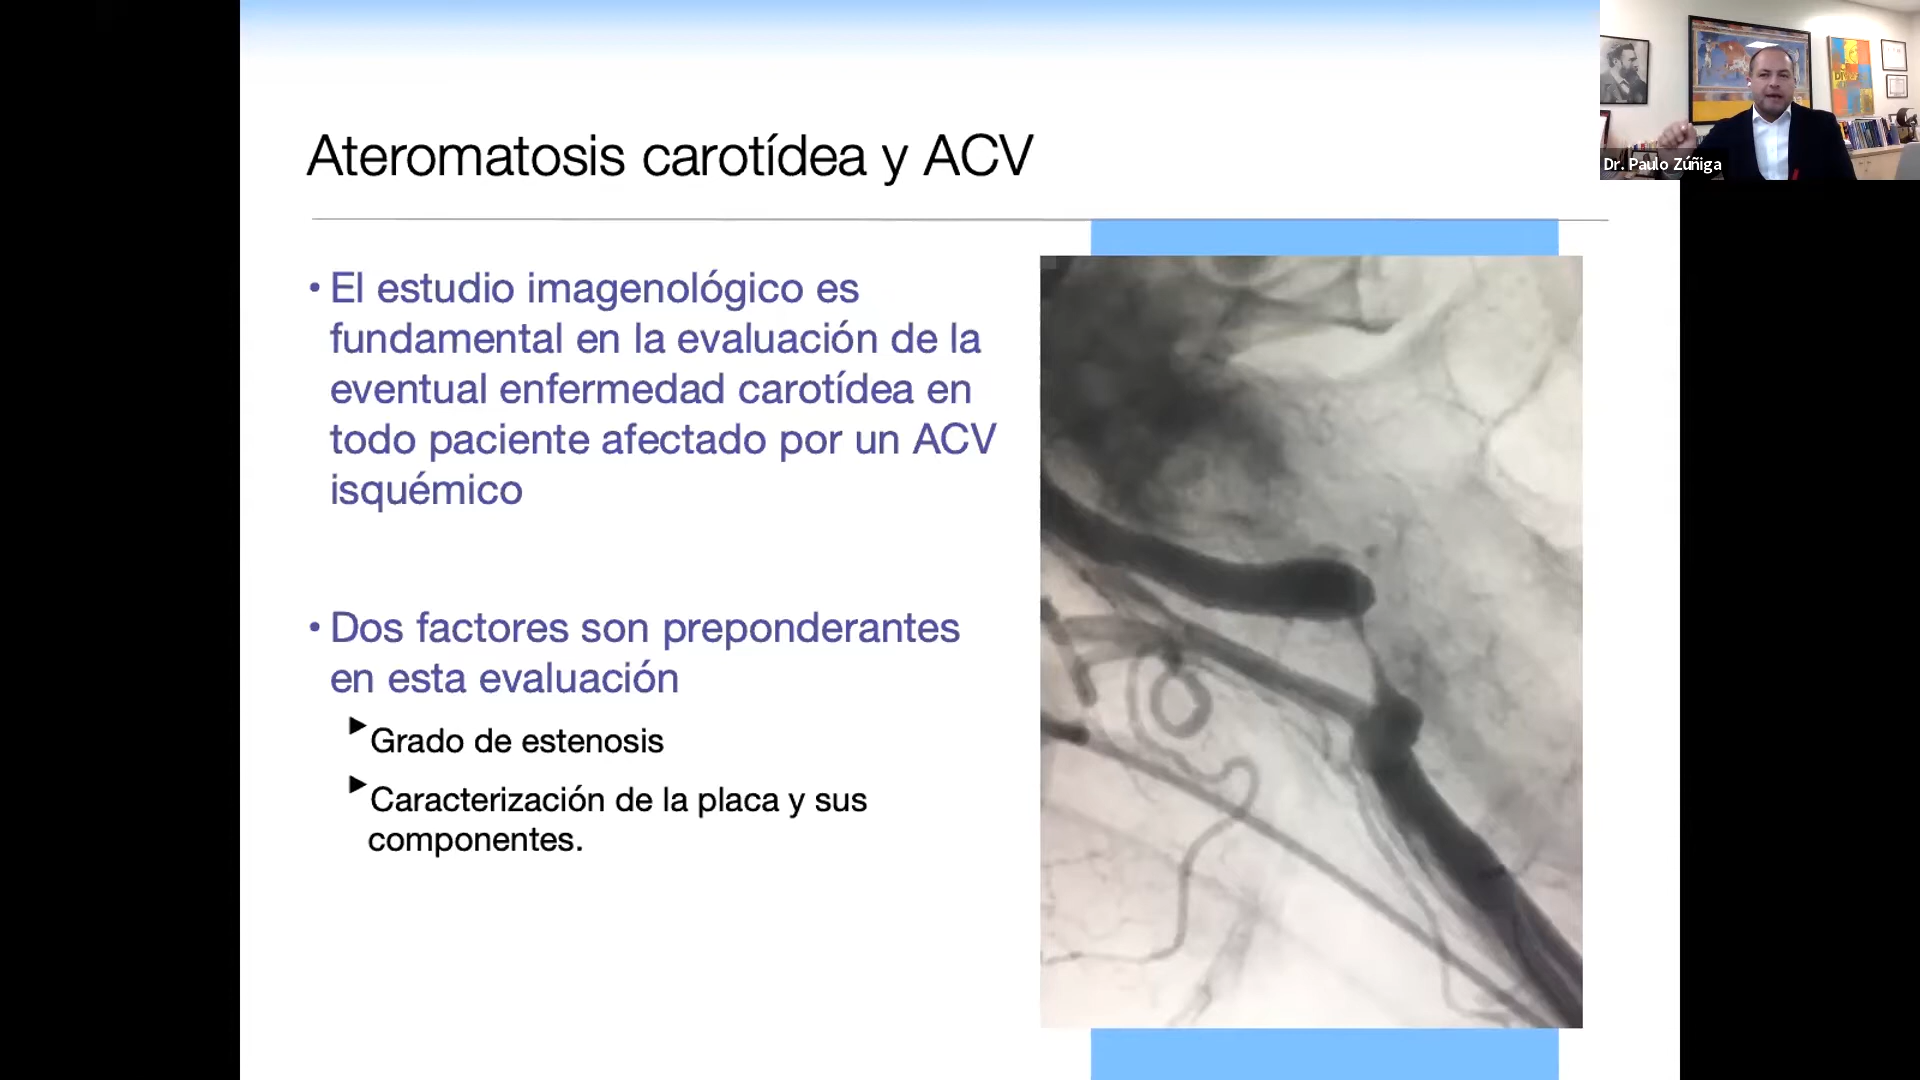 Ateromatosis carotídea y ACV
• El estudio imagenológico es
fundamental en la evaluación de la
eventual enfermedad carotídea en
todo paciente afectado por un ACV
isquémico
• Dos factores son preponderantes
en esta evaluación
Grado de estenosis
Caracterización de la placa y sus
componentes.
Dr. Paulo Zúñiga